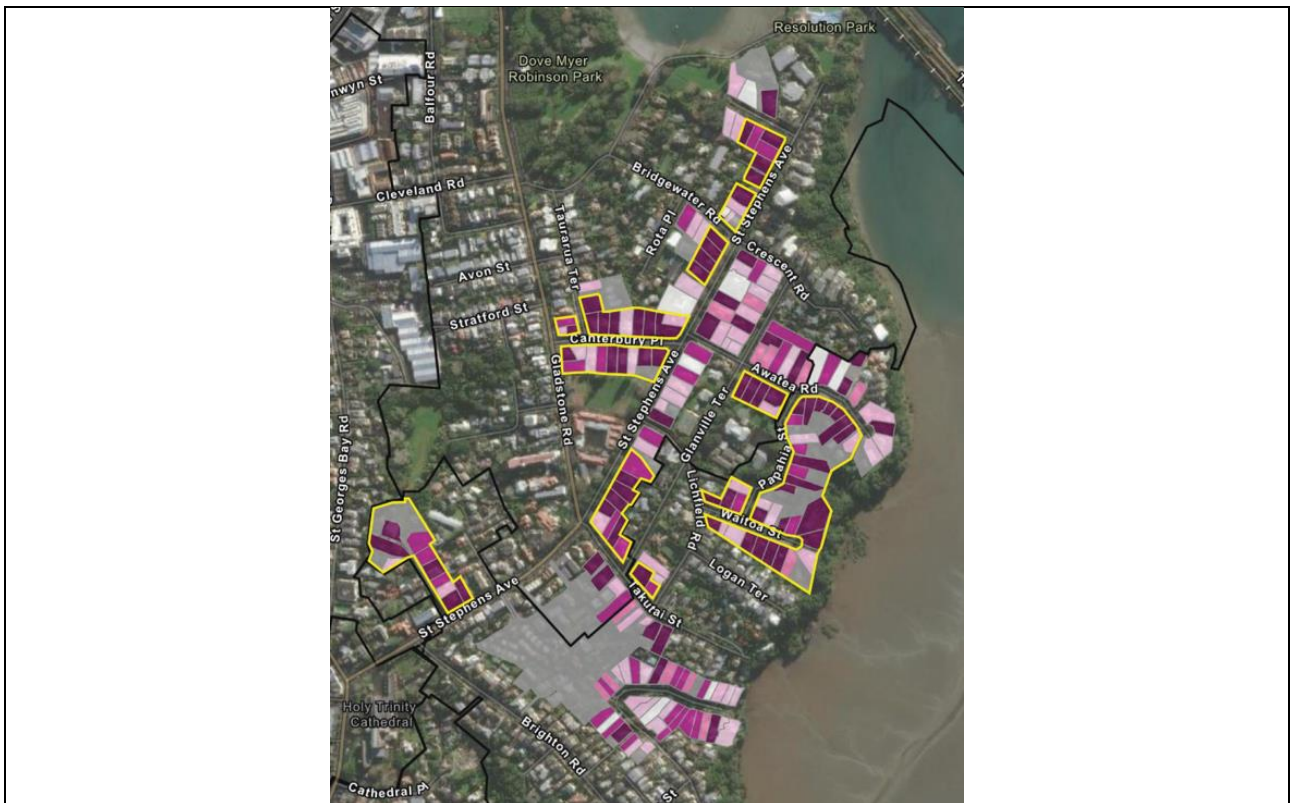 Resolution Park
Dove Myer
Robinson Park
nwyn St
Balfour Rd
Cleveland Rd
Bridgewater Rd
St Stephens Ave
Taurarua Ter
Rota Pl
Crescent Rd
Avon St
Stratford St
Canterbury Pl
Gladstone Rd
St Stephens Ave
Awatea Rd
Glanville Ter
Papahia St
St Georges Bay Rd
Lichfield Rd
Waitoa St
Logan Ter
St Stephens Ave
Takutai St
Holy Trinity
Cathedral
Brighton Rd
Cathedral Pl
St